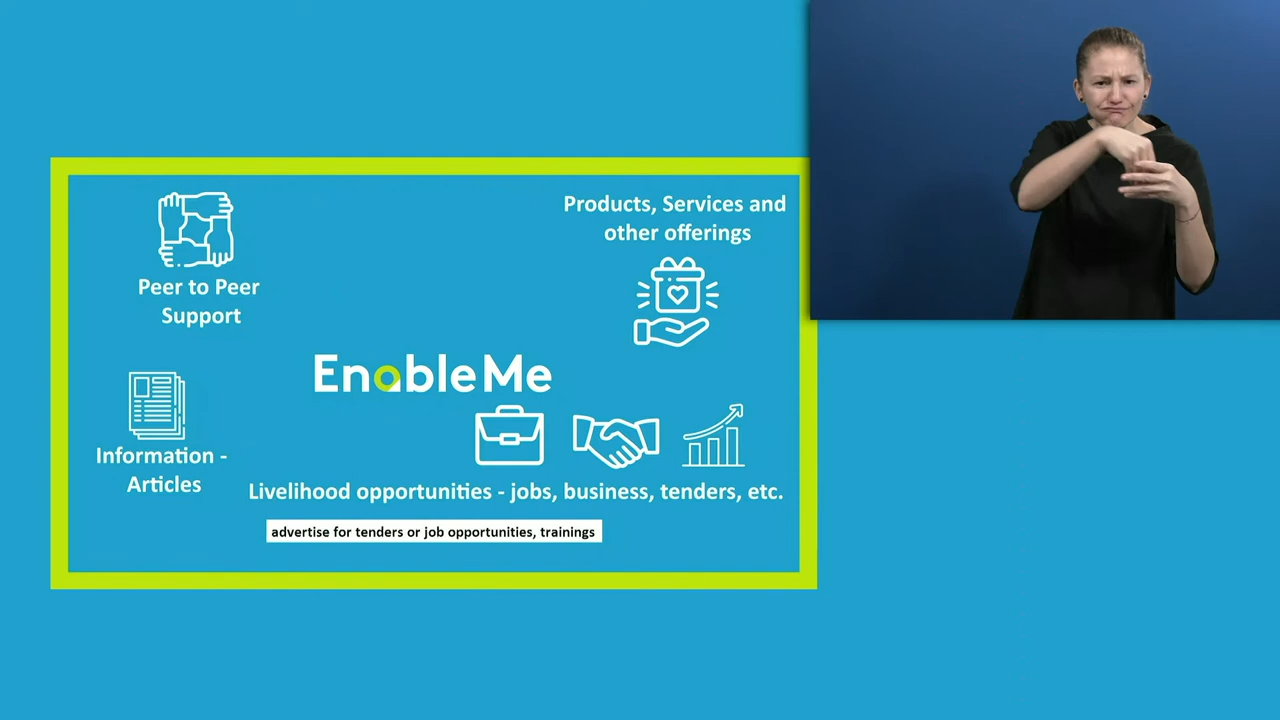 Peer to Peer
Support
Products, Services and
other offerings
EnableMe
Information -
Articles
Livelihood opportunities - jobs, business, tenders, etc.
advertise for tenders or job opportunities, trainings